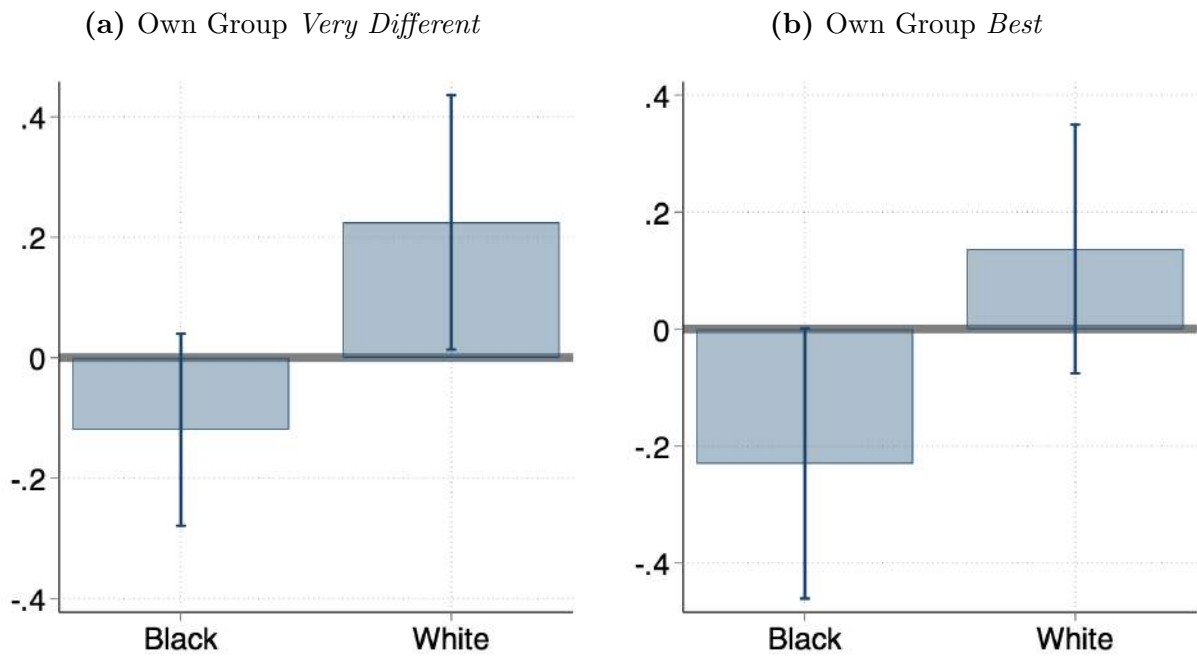 (a) Own Group Very Different
.4
.2
0
-.2
-.4
Black White
(b) Own Group Best
.4
.2
0
-.2
-.4
Black White